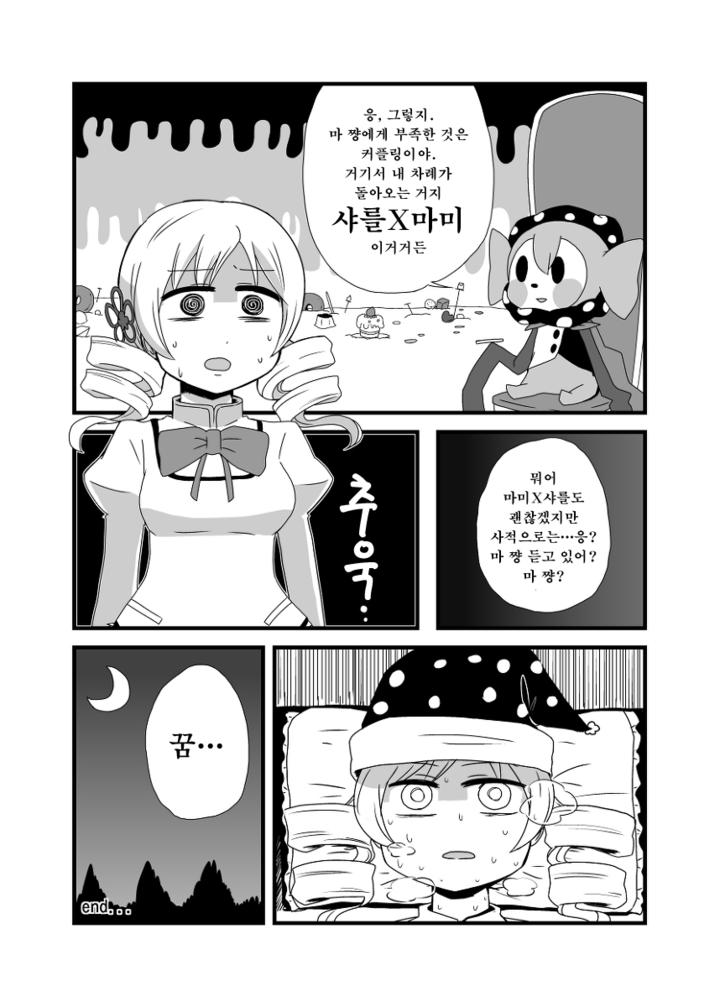 응, 그렇지.
마 쨩에게 부족한 것은
커플링이야.
거기서 내 차례가
돌아오는 거지
샤를X마미
이거거든
추욱..
뭐어
마미X샤를도
괜찮겠지만
사적으로는…응?
마 쨩 듣고 있어?
마 쨩?
꿈…
end...